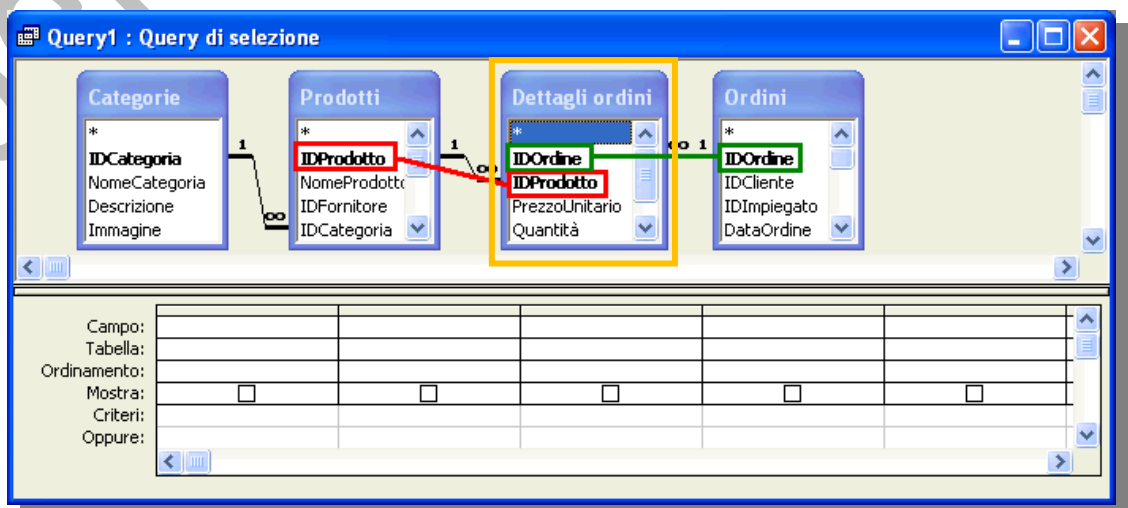 Query1 : Query di selezione
Categorie
*
IDCategoria
NomeCategoria
Descrizione
Immagine
1
∞
Prodotti
*
IDProdotto
NomeProdotto
IDFornitore
IDCategoria
1
∞
Dettagli ordini
*
IDOrdine
IDProdotto
PrezzoUnitario
Quantità
∞ 1
Ordini
*
IDOrdine
IDCliente
IDImpiegato
DataOrdine
Campo:
Tabella:
Ordinamento:
Mostra:
Criteri:
Oppure: